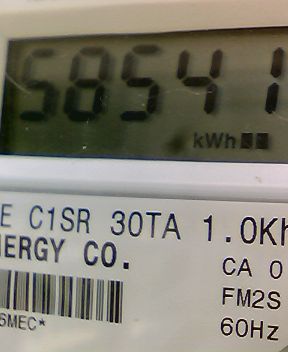 58541
kWh
E C1SR 30TA 1.0Kh
NERGY CO.
CA 0
FM2S
6MEC*
60Hz